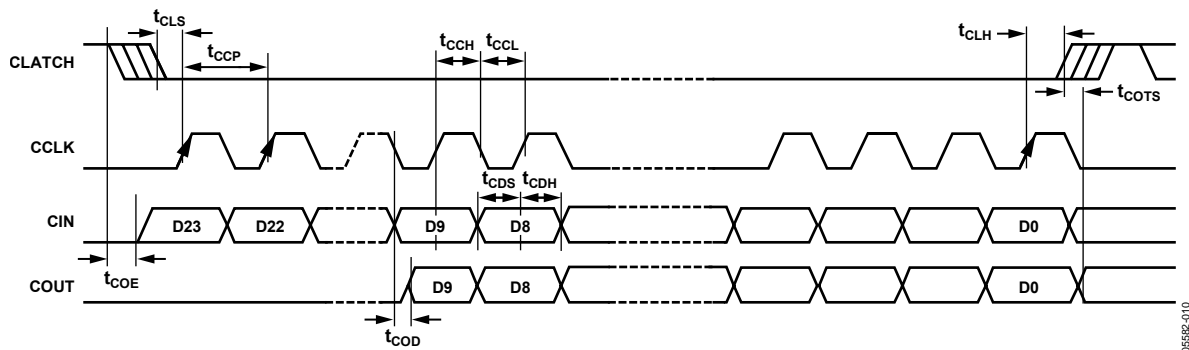 tCLS
tCCP
tCCH
tCCL
tCLH
CLATCH
tCOTS
CCLK
tCDS
tCDH
CIN
D23
D22
D9
D8
D0
tCOE
COUT
D9
D8
D0
tCOD
05582-010